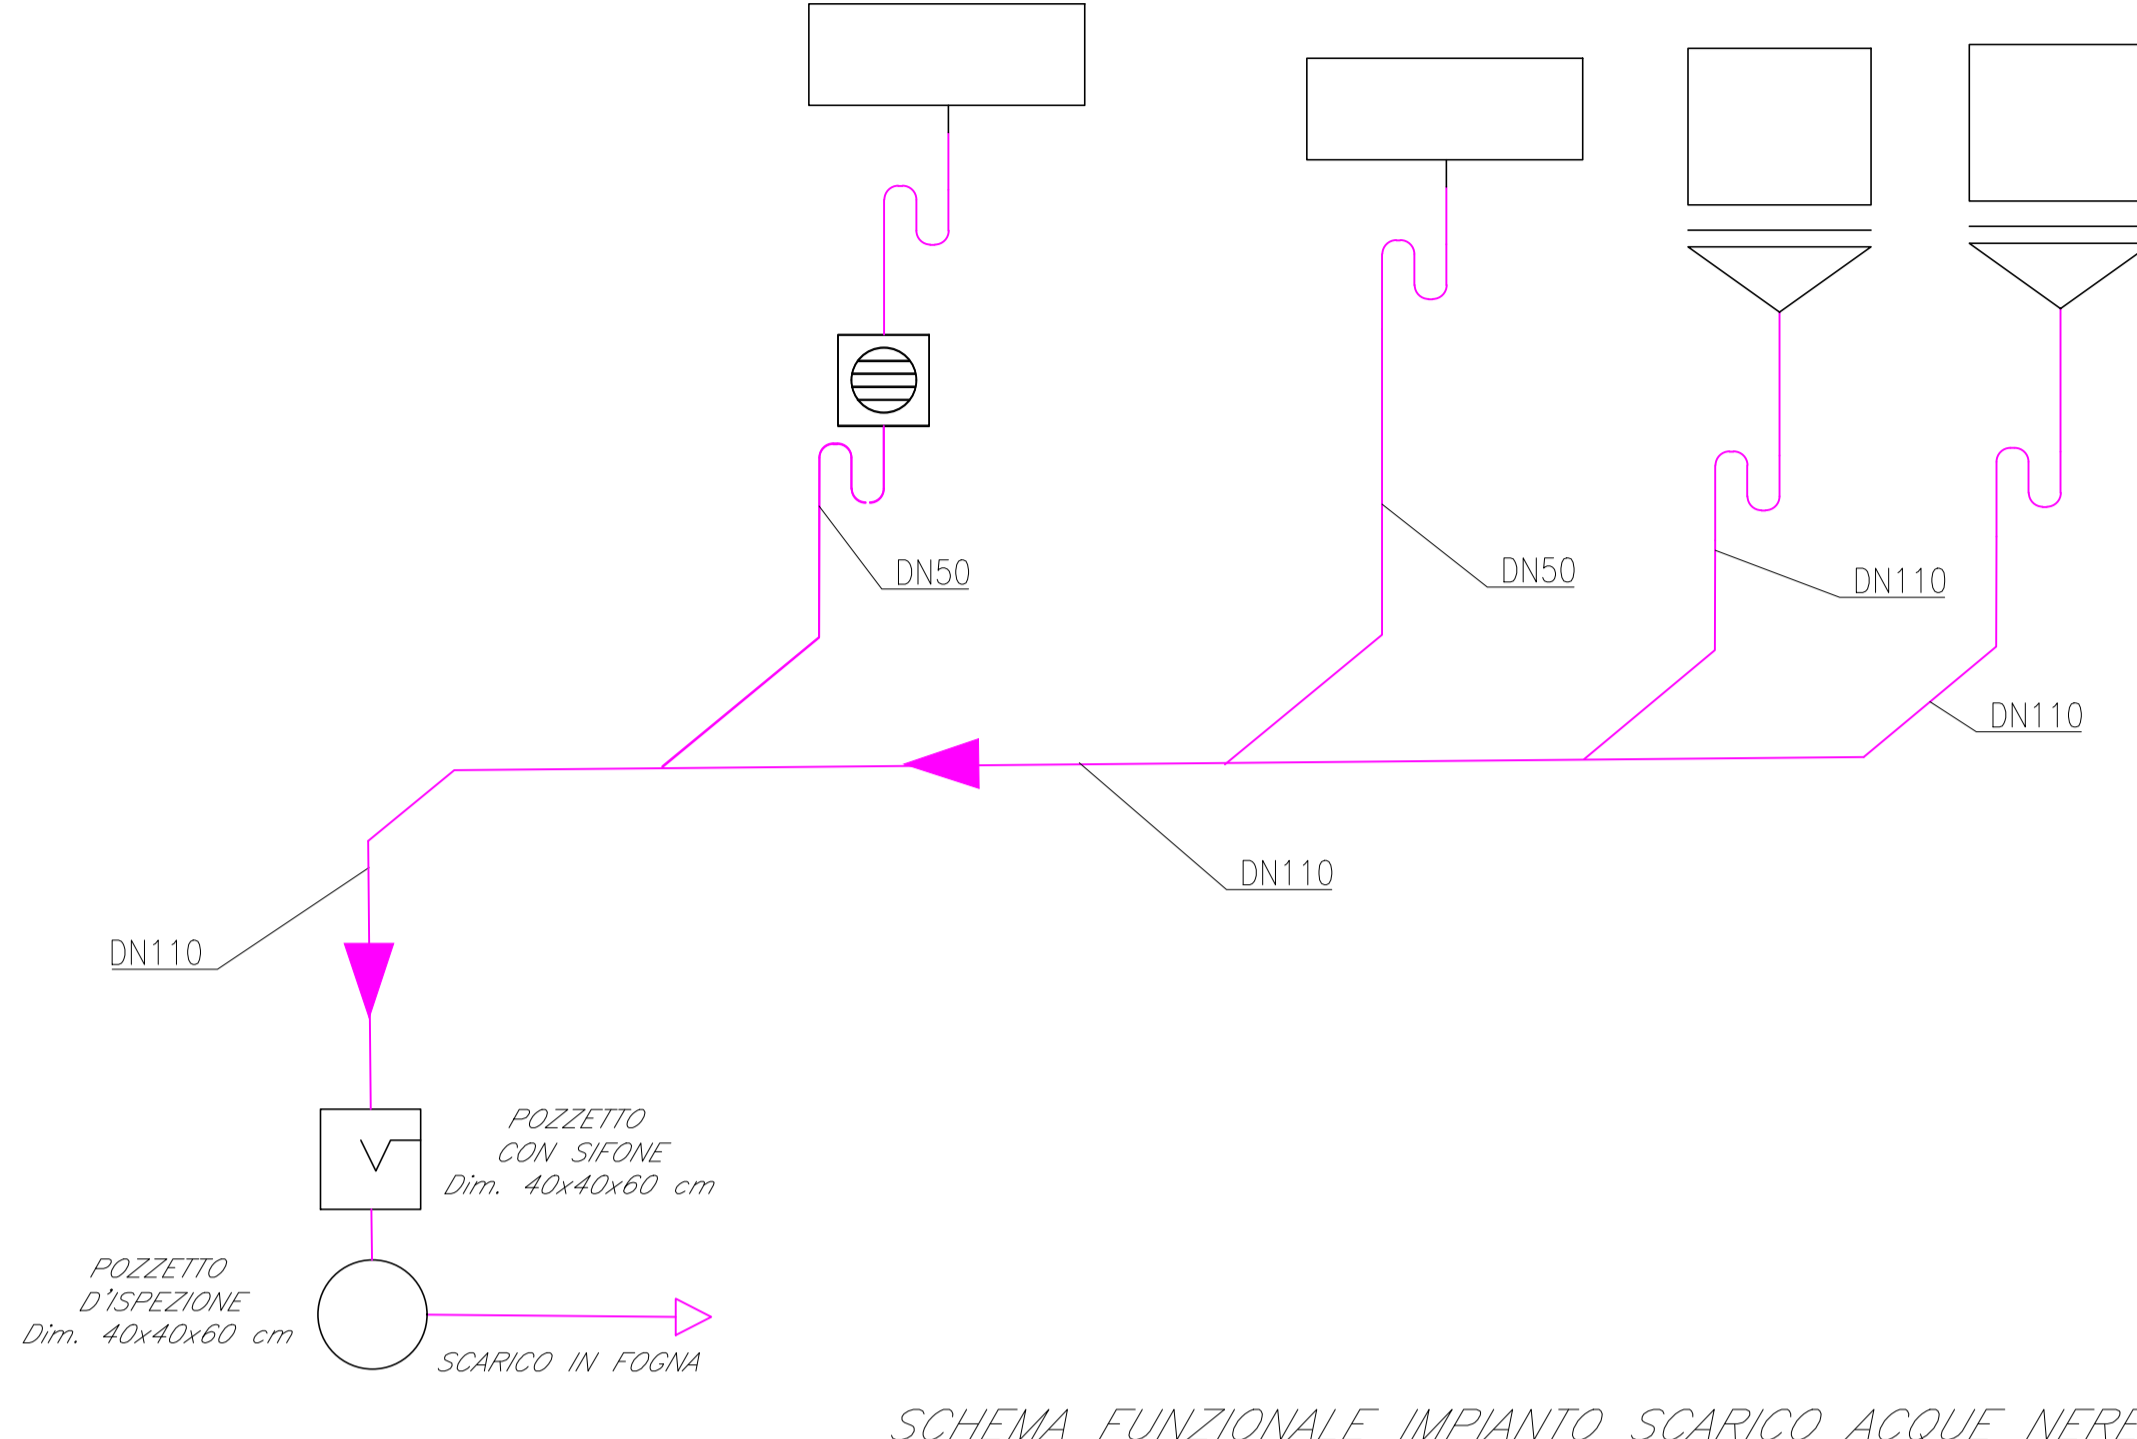 DN50
DN50
DN110
DN110
DN110
DN110
POZZETTO
CON SIFONE
Dim. 40x40x60 cm
POZZETTO
D'ISPEZIONE
Dim. 40x40x60 cm
SCARICO IN FOGNA
SCHEMA FUNZIONALE IMPIANTO SCARICO ACQUE NERE